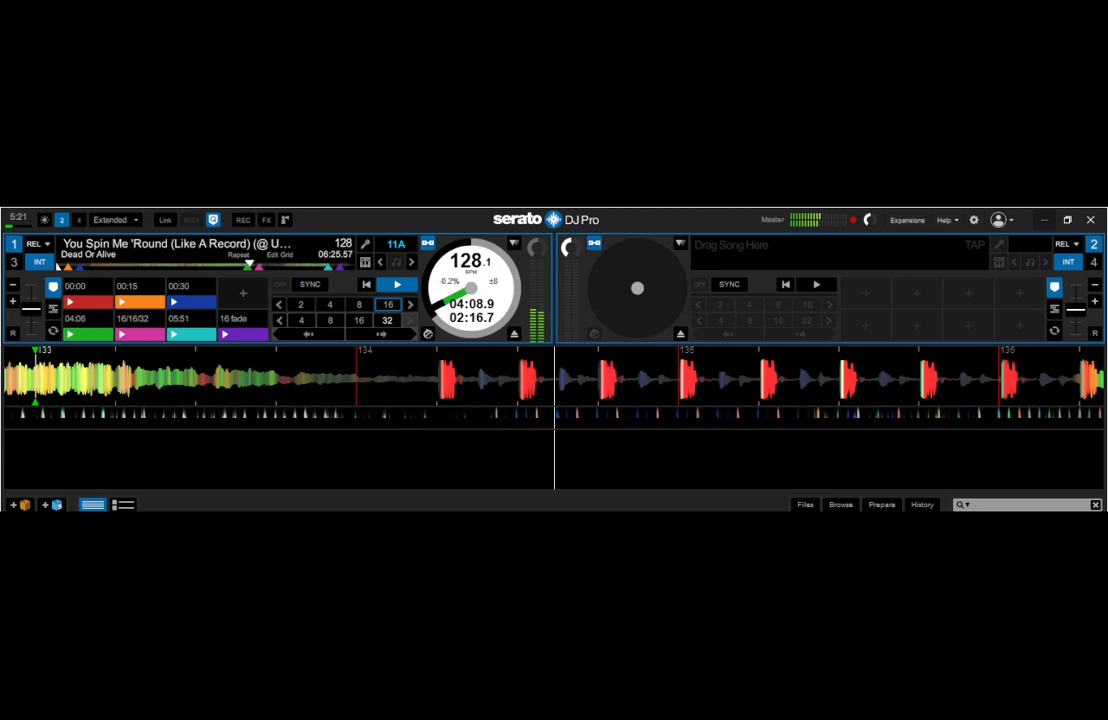 5:21 2 4 Extended Link MIDI REC FX serato DJ Pro Master Expansions Help
1 REL You Spin Me 'Round (Like A Record) (@ U... 128 11A
3 INT Dead Or Alive Repeat Edit Grid 06:25.57
128.1
BPM
-0.2% ±8
04:08.9
02:16.7
00:00 00:15 00:30 OFF SYNC
2 4 8 16
04:06 16/16/32 05:51 16 fade 4 8 16 32
R
Drag Song Here TAP REL 2
INT 4
OFF SYNC
2 4 8 16
4 8 16 32
R
133 134 135 136
Files Browse Prepare History